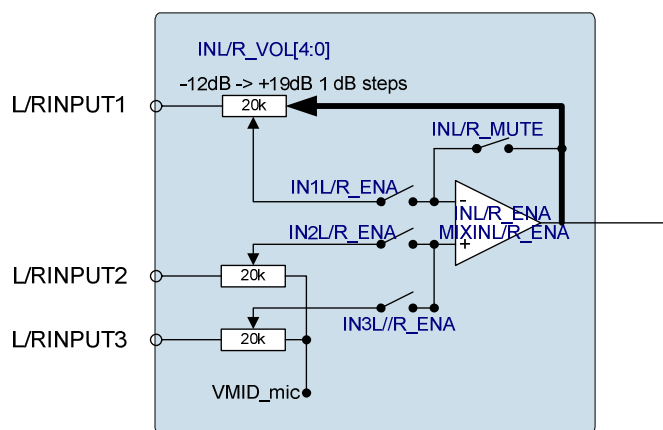 INL/R_VOL[4:0]
-12dB -> +19dB 1 dB steps
L/RINPUT1
20k
INL/R_MUTE
IN1L/R_ENA
-
INL/R_ENA
IN2L/R_ENA
MIXINL/R_ENA
+
L/RINPUT2
20k
IN3L//R_ENA
L/RINPUT3
20k
VMID_mic